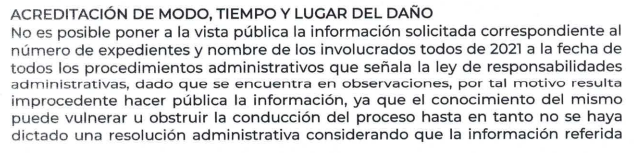 ACREDITACIÓN DE MODO, TIEMPO Y LUGAR DEL DAÑO
No es posible poner a la vista pública la información solicitada correspondiente al
número de expedientes y nombre de los involucrados todos de 2021 a la fecha de
todos los procedimientos administrativos que señala la ley de responsabilidades
administrativas, dado que se encuentra en observaciones, por tal motivo resulta
improcedente hacer pública la información, ya que el conocimiento del mismo
puede vulnerar u obstruir la conducción del proceso hasta en tanto no se haya
dictado una resolución administrativa considerando que la información referida